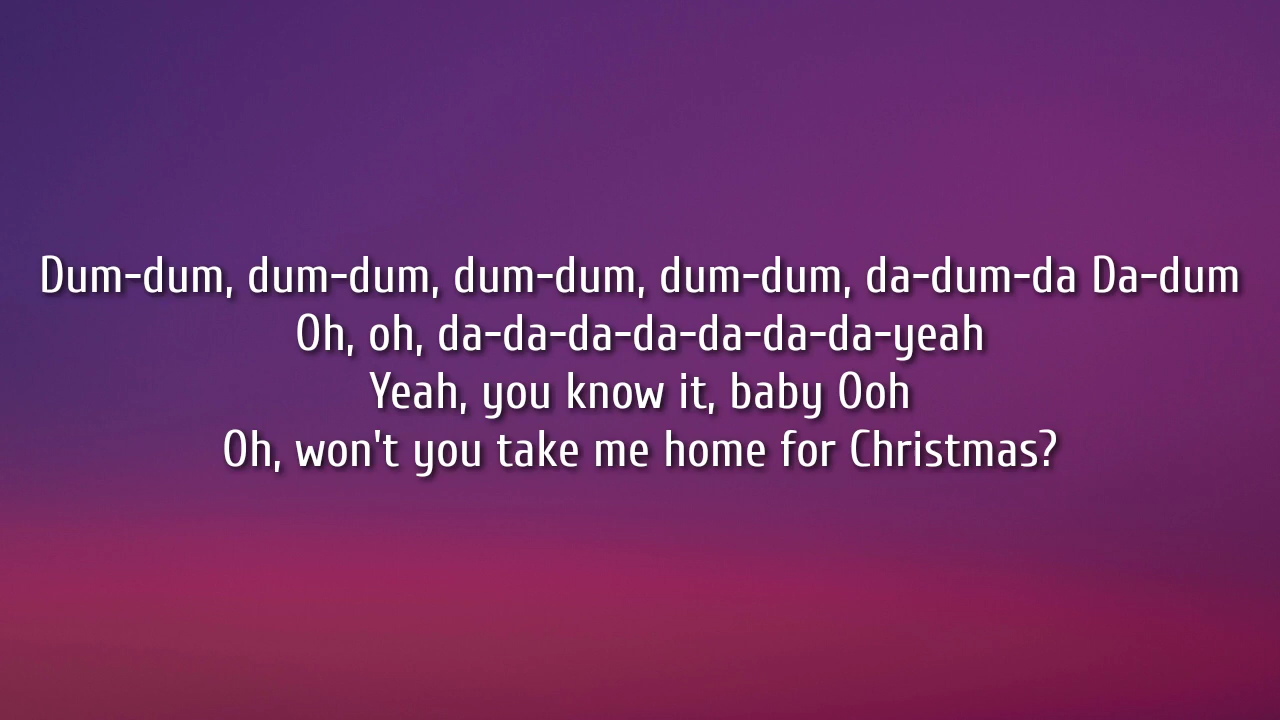 Dum-dum, dum-dum, dum-dum, dum-dum, da-dum-da Da-dum
Oh, oh, da-da-da-da-da-da-da-yeah
Yeah, you know it, baby Ooh
Oh, won't you take me home for Christmas?